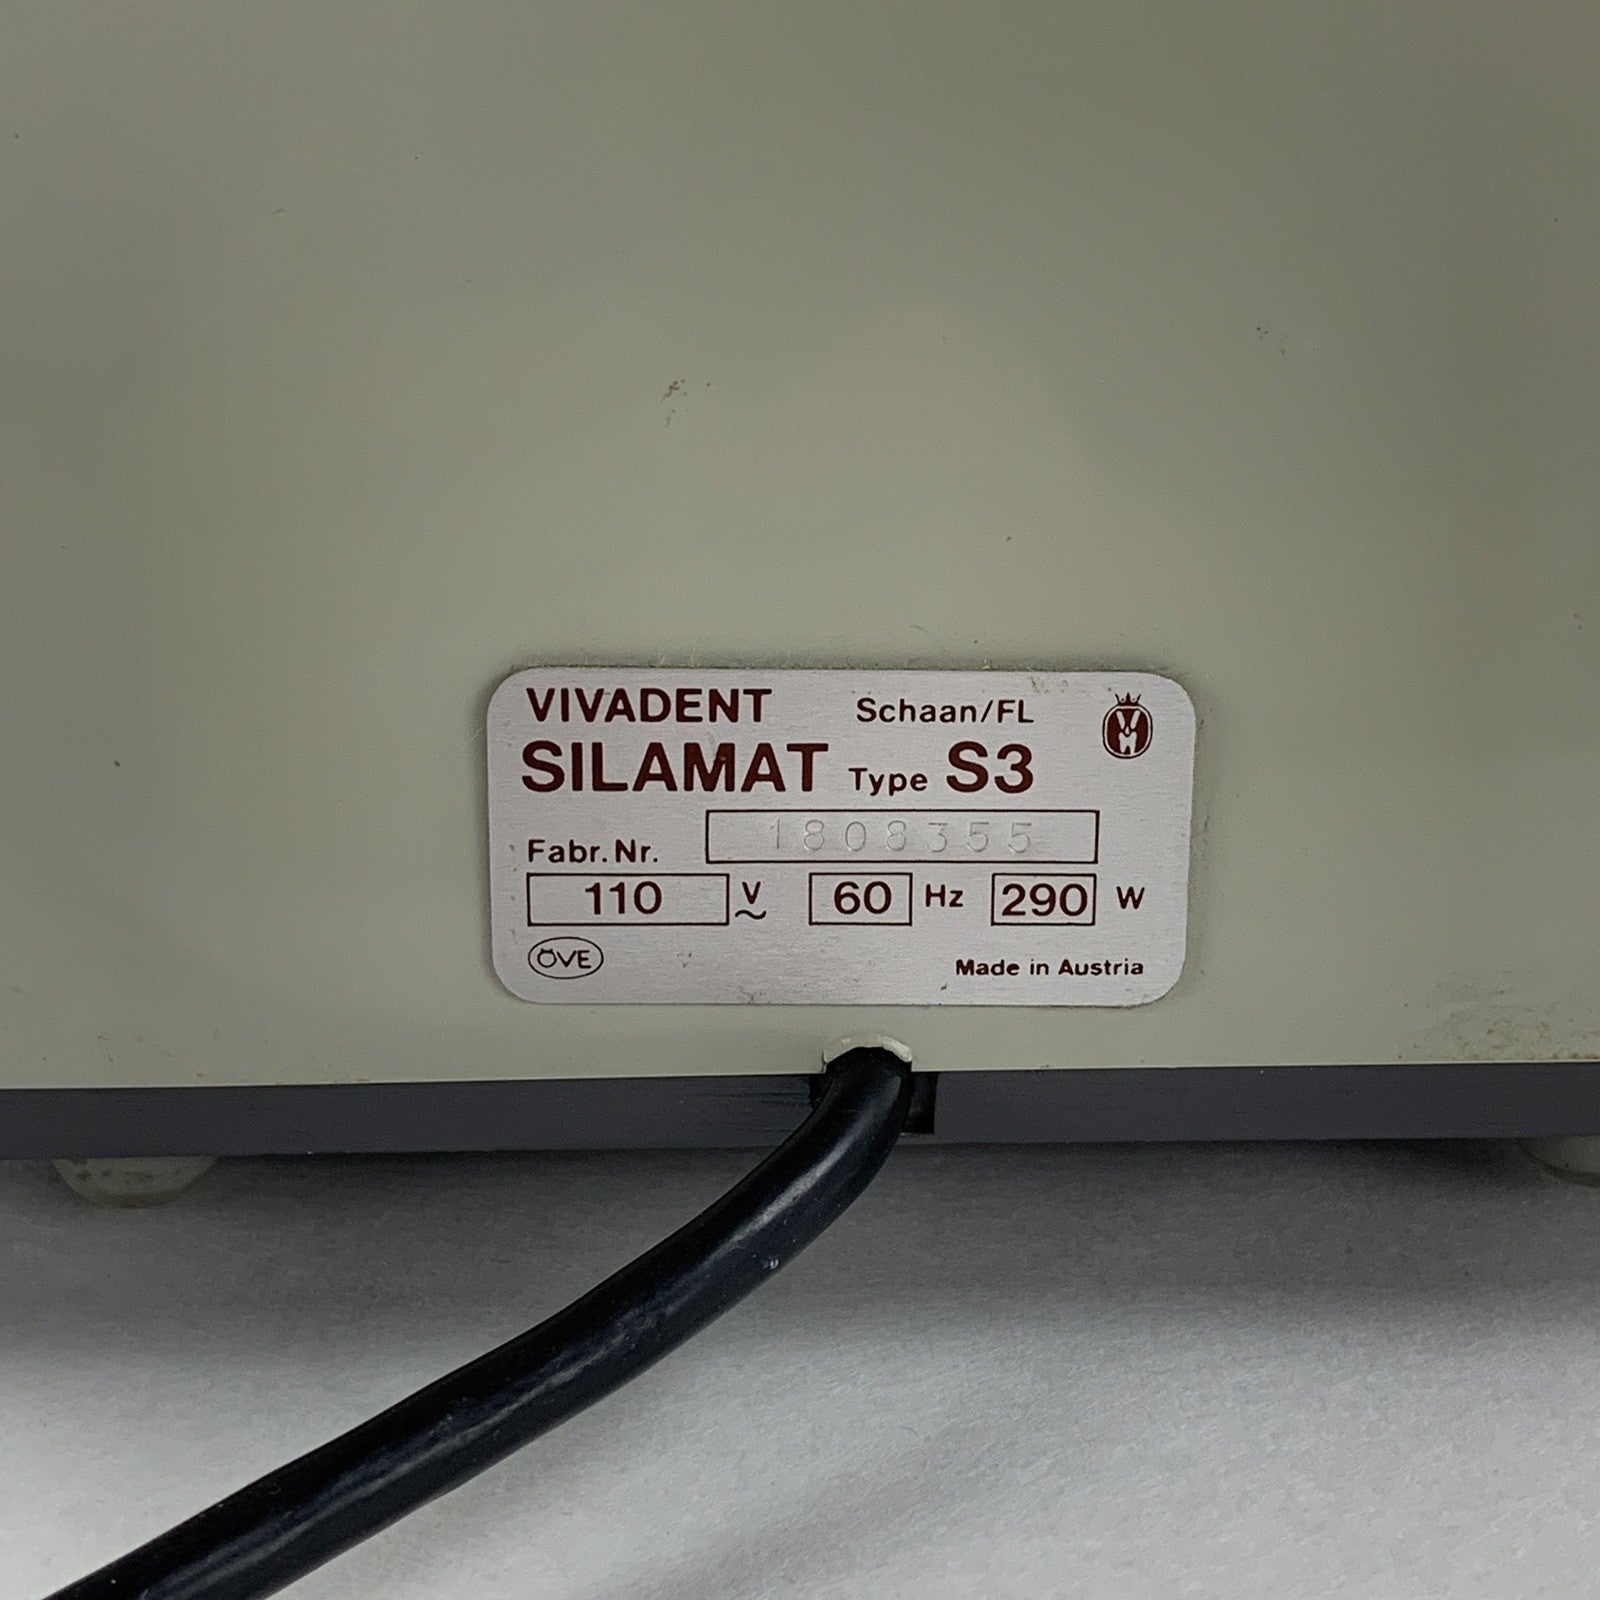 VIVADENT Schaan/FL
SILAMAT Type S3
Fabr. Nr. 1808355
110 V~ 60 Hz 290 W
ÖVE
Made in Austria